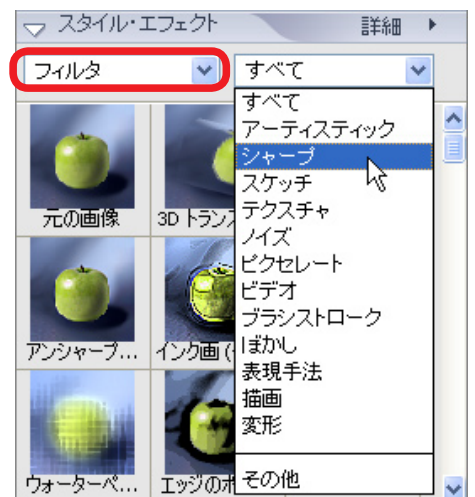 スタイル・エフェクト 詳細
フィルタ すべて
すべて
アーティスティック
シャープ
スケッチ
テクスチャ
ノイズ
ピクセレート
ビデオ
ブラシストローク
ぼかし
表現手法
描画
変形
その他
元の画像 3D トランス
アンシャープ... インク画 (
ウォーターペ... エッジのポ